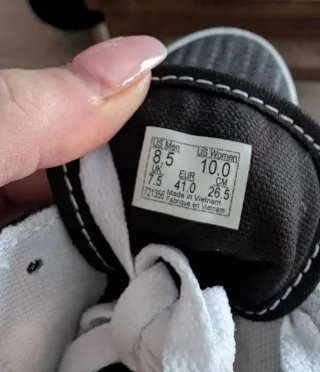 US Men US Women
8.5 10.0
UK EUR CM
7.5 41.0 26.5
721356 Made in Vietnam
Fabrique en Vietnam